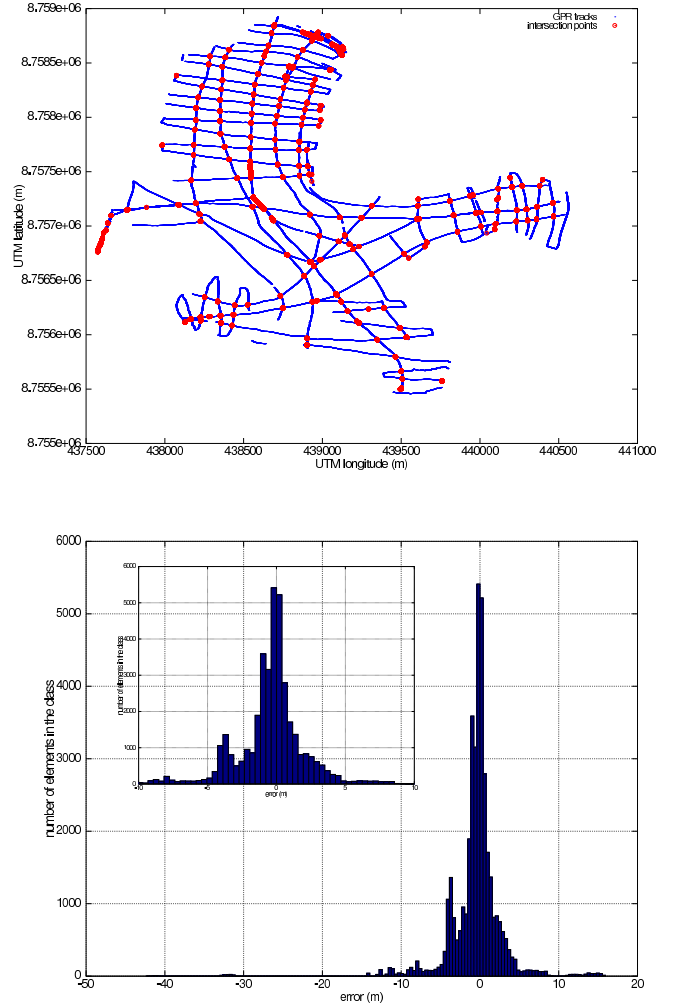 8.759e+06
GPR tracks
intersection points
8.7585e+06
8.758e+06
8.7575e+06
8.757e+06
8.7565e+06
8.756e+06
8.7555e+06
8.755e+06
UTM latitude (m)
437500 438000 438500 439000 439500 440000 440500 441000
UTM longitude (m)
6000
5000
4000
3000
2000
1000
0
number of elements in the class
6000
5000
4000
3000
2000
1000
0
number of elements in the class
-10 -5 0 5 10
error (m)
-50 -40 -30 -20 -10 0 10 20
error (m)